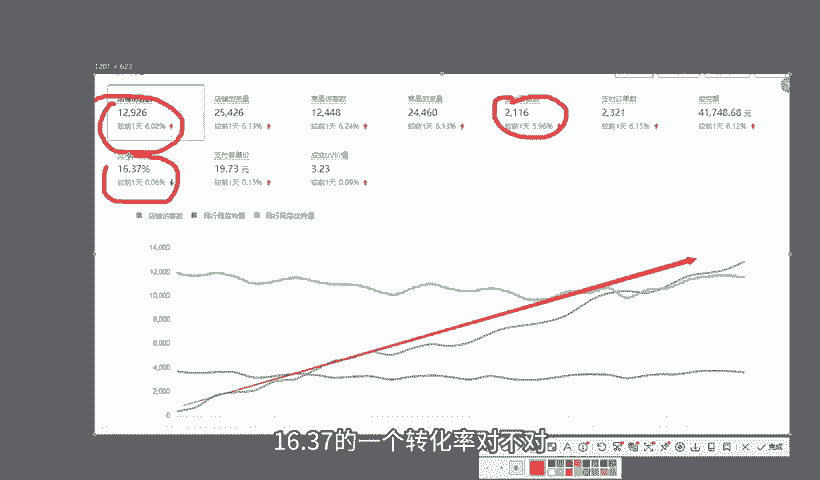 1201 × 623
店铺浏览量 商品访客数 商品浏览量 支付订单数 成交额
12,926 25,426 12,448 24,460 2,116 2,321 41,748.68 元
较前1天 6.02% 较前1天 6.13% 较前1天 6.24% 较前1天 6.13% 较前1天 5.96% 较前1天 6.15% 较前1天 6.12%
支付客单价 成交UV价值
16.37% 19.73 元 3.23
较前1天 0.06% 较前1天 0.13% 较前1天 0.09%
店铺访客数 同行同层均值 同行同层优秀值
14,000
12,000
10,000
8,000
6,000
4,000
2,000
0
16.37的一个转化率对不对
完成